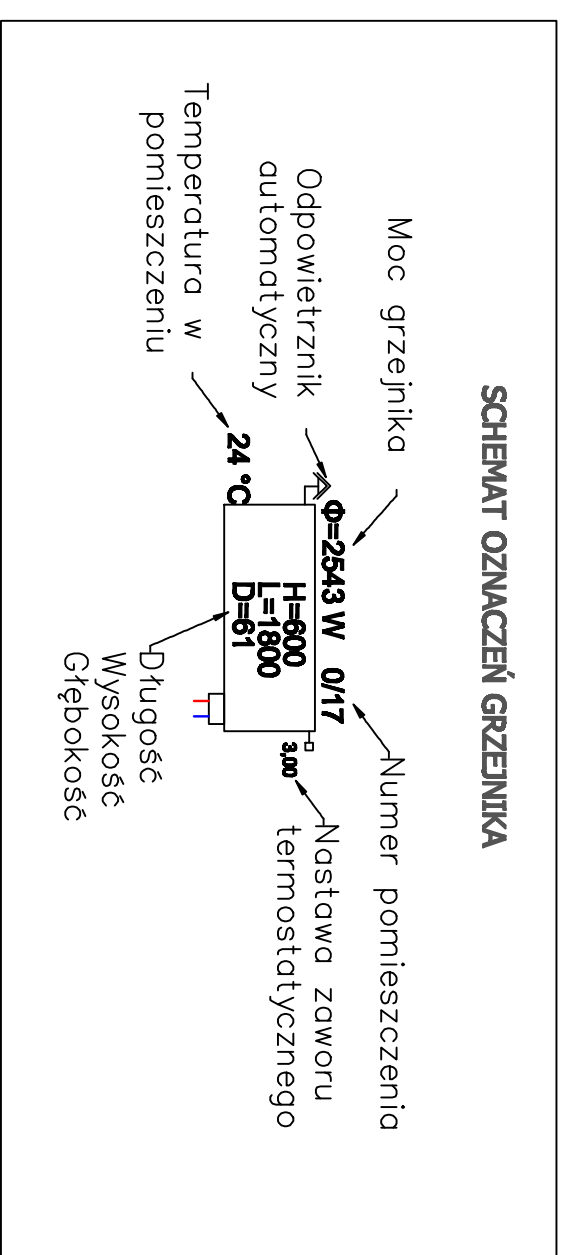 SCHEMAT OZNACZEŃ GRZEJNIKA
Moc grzejnika
Numer pomieszczenia
Odpowietrznik
automatyczny
Φ=2543 W 0/17
Nastawa zaworu
termostatycznego
H=600
L=1800
D=61
3,00
Temperatura w
pomieszczeniu
24 °C
Długość
Wysokość
Głębokość